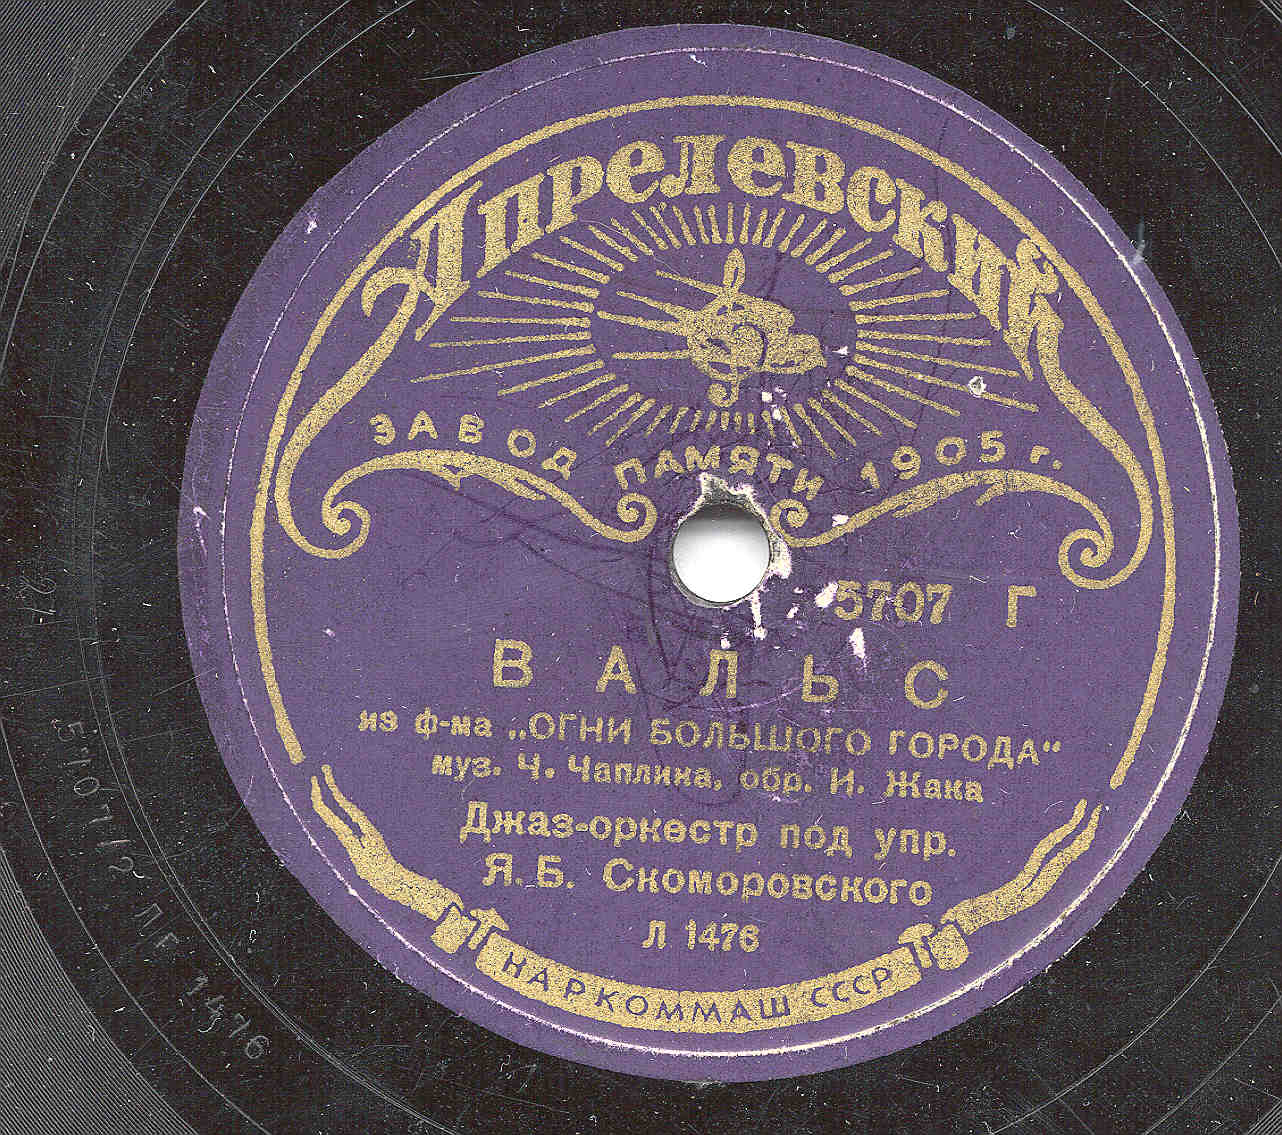 Апрелевский
ЗАВОД ПАМЯТИ 1905 г.
5707 Г
ВАЛЬС
из ф-ма „ОГНИ БОЛЬШОГО ГОРОДА“
муз. Ч. Чаплина, обр. И. Жака
Джаз-оркестр под упр.
Я. Б. Скоморовского
Л 1476
НАРКОММАШ СССР